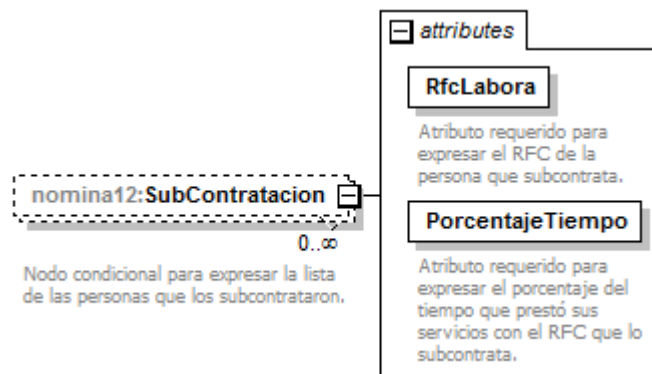 attributes
RfcLabora
Atributo requerido para
expresar el RFC de la
persona que subcontrata.
nomina12:SubContratacion
0..∞
Nodo condicional para expresar la lista
de las personas que los subcontrataron.
PorcentajeTiempo
Atributo requerido para
expresar el porcentaje del
tiempo que prestó sus
servicios con el RFC que lo
subcontrata.